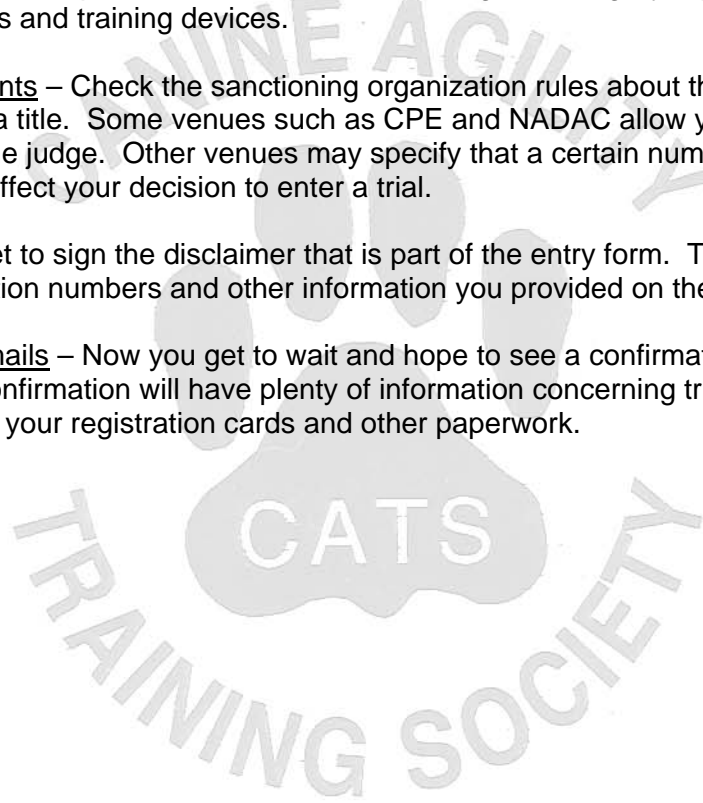 CANINE AGILITY
s and training devices.
nts – Check the sanctioning organization rules about th
a title. Some venues such as CPE and NADAC allow y
e judge. Other venues may specify that a certain num
ffect your decision to enter a trial.
et to sign the disclaimer that is part of the entry form. T
ion numbers and other information you provided on the
nails – Now you get to wait and hope to see a confirma
onfirmation will have plenty of information concerning tr
your registration cards and other paperwork.
CATS
TRAINING SOCIETY